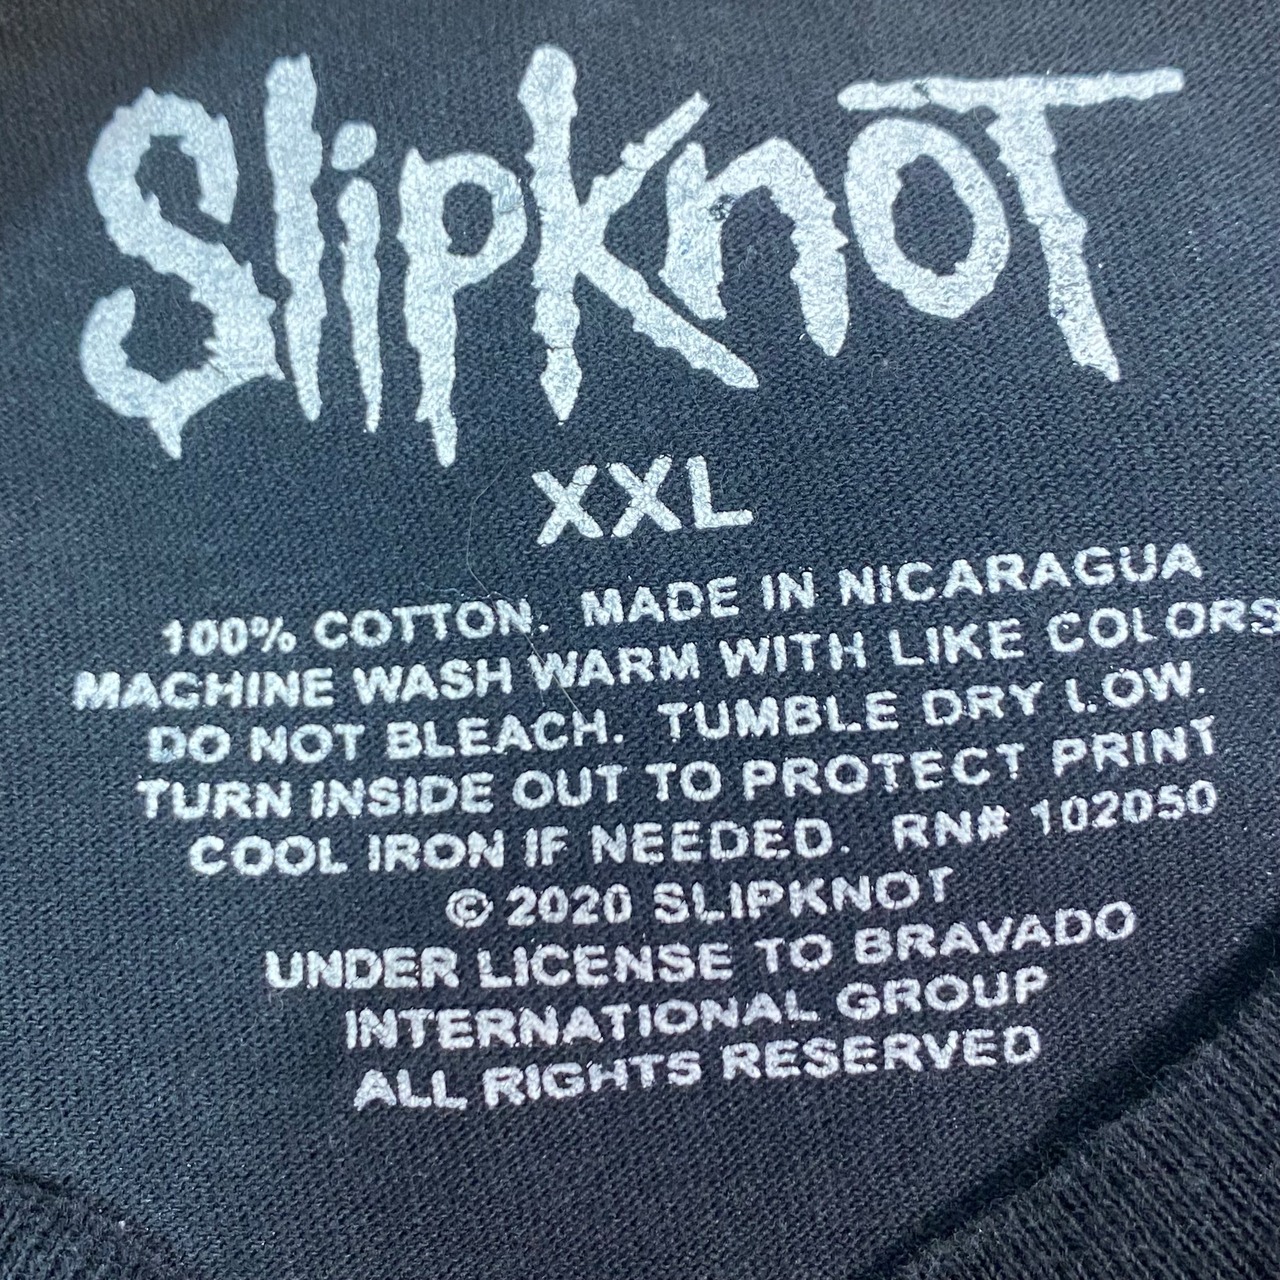 SlipknoT
XXL
100% COTTON. MADE IN NICARAGUA
MACHINE WASH WARM WITH LIKE COLORS
DO NOT BLEACH. TUMBLE DRY LOW.
TURN INSIDE OUT TO PROTECT PRINT
COOL IRON IF NEEDED. RN# 102050
© 2020 SLIPKNOT
UNDER LICENSE TO BRAVADO
INTERNATIONAL GROUP
ALL RIGHTS RESERVED